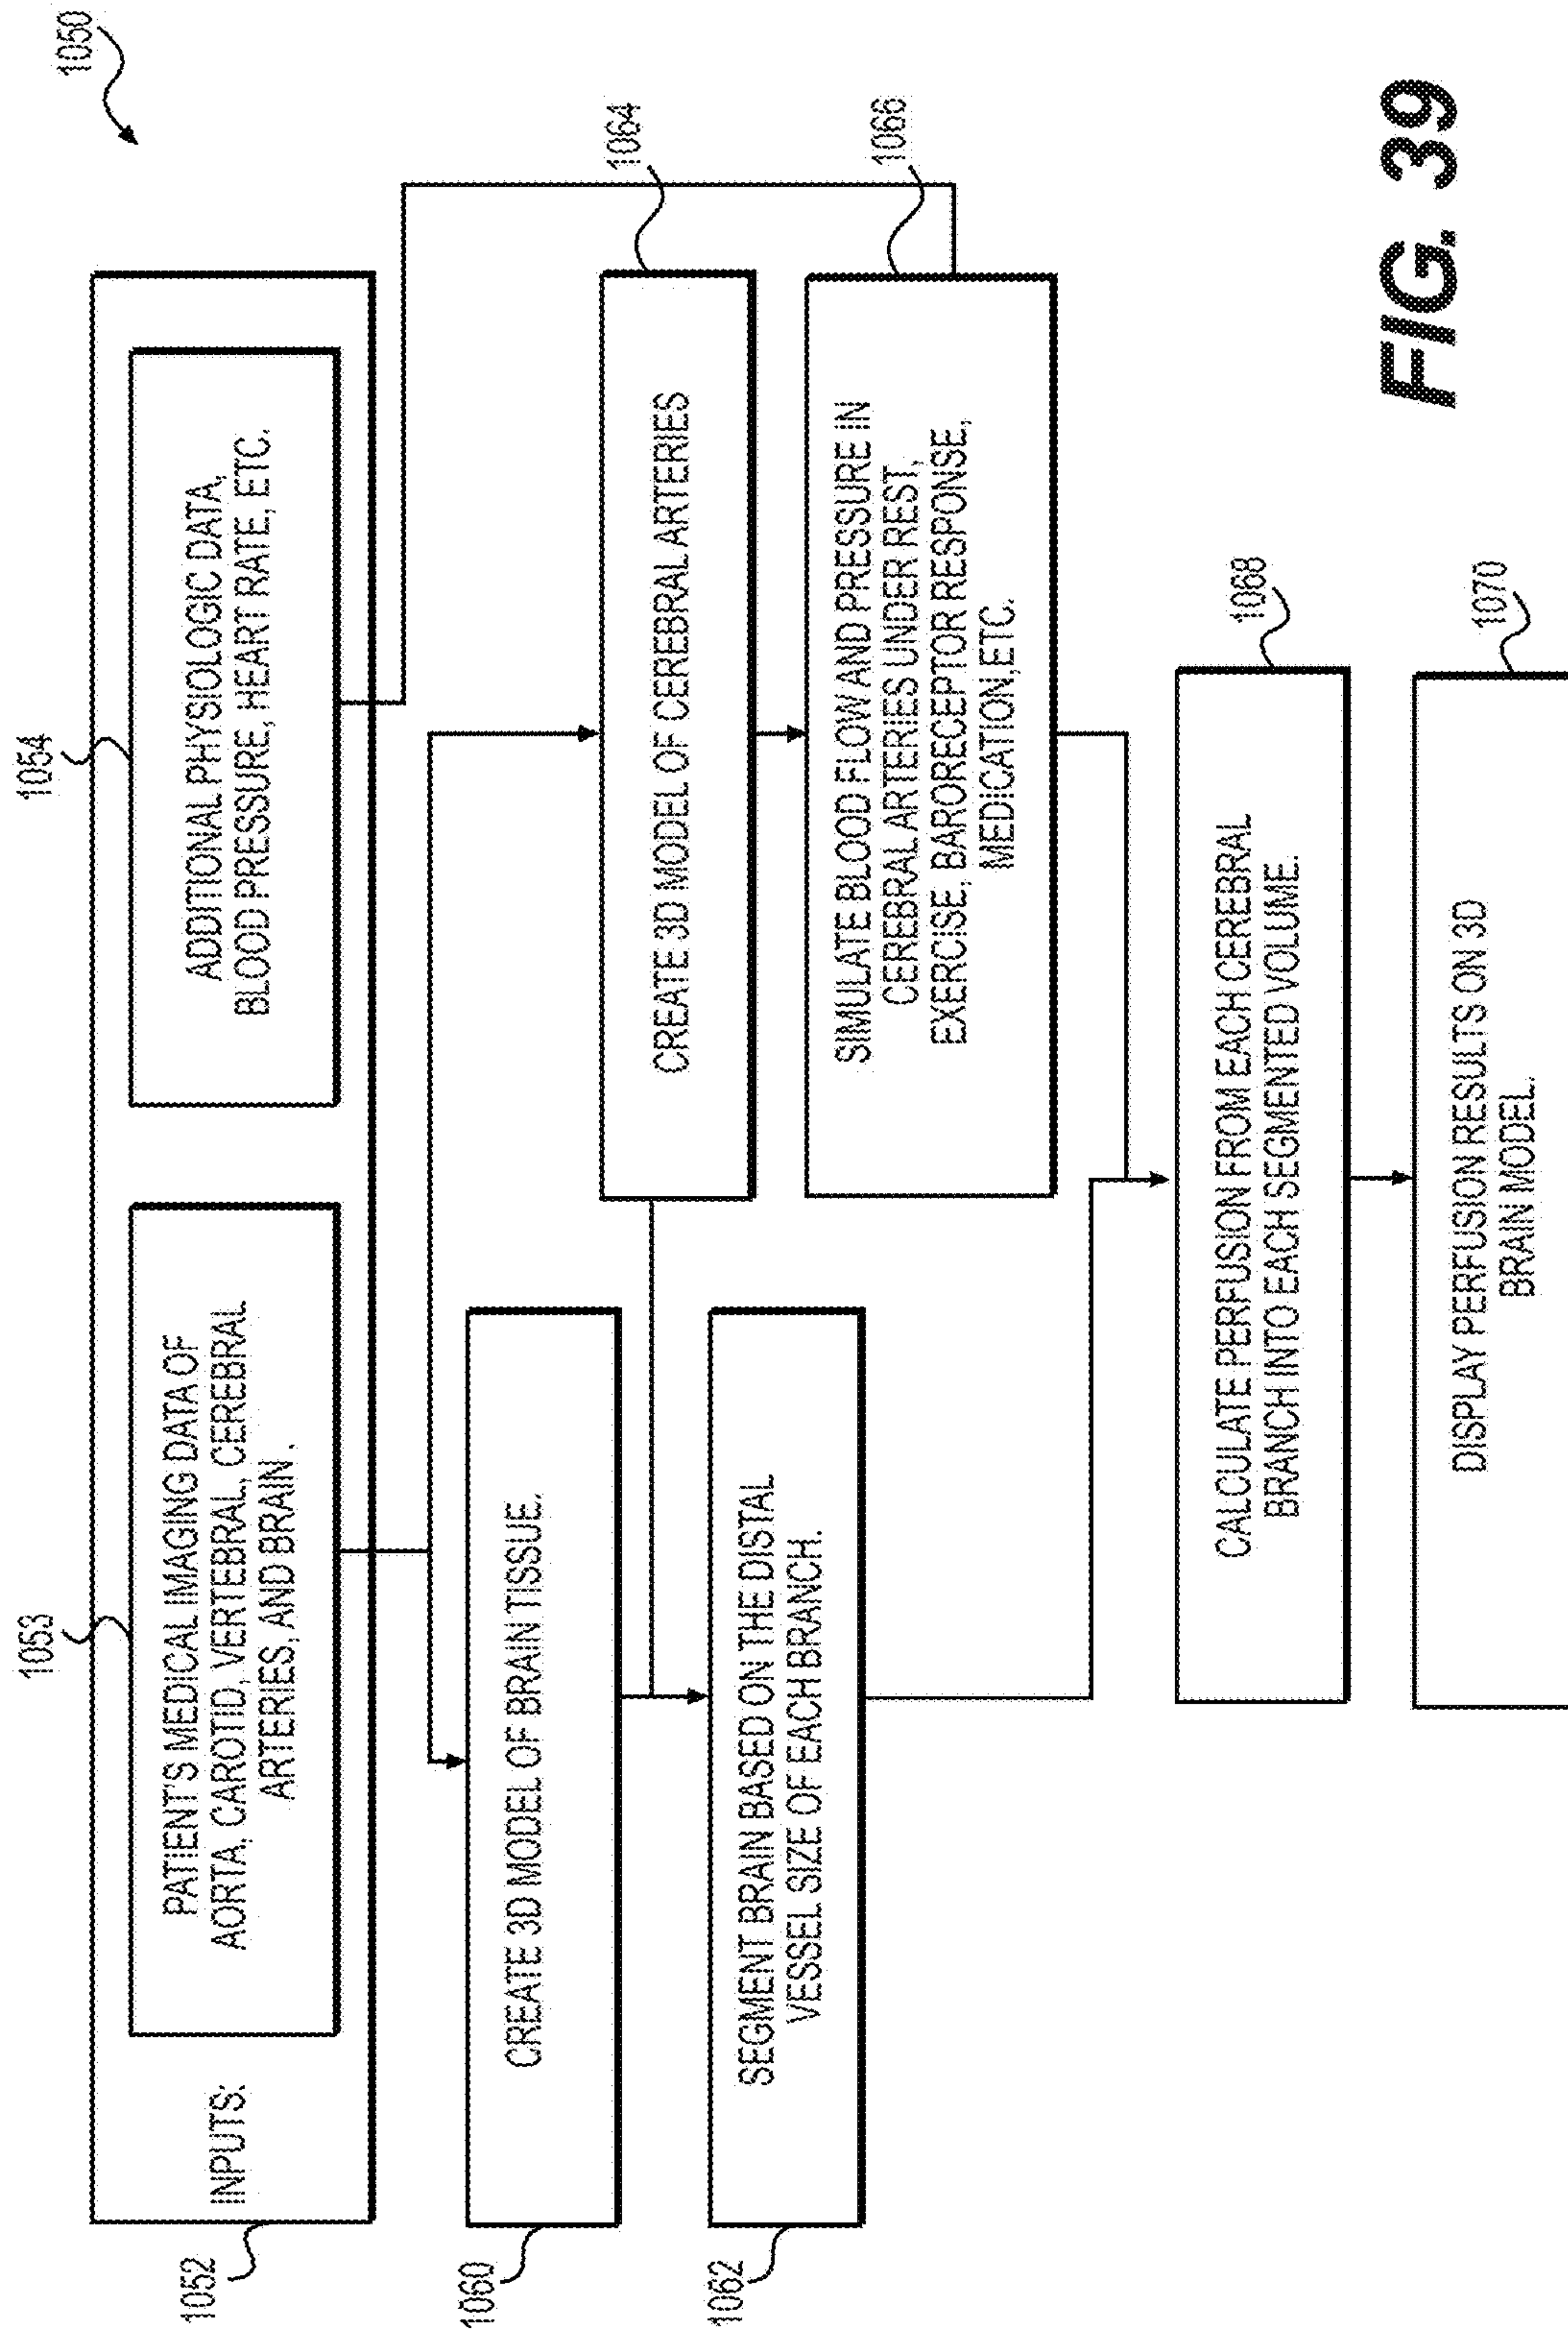 1050
1054
1053
1052
INPUTS:
PATIENT'S MEDICAL IMAGING DATA OF
AORTA, CAROTID, VERTEBRAL, CEREBRAL
ARTERIES, AND BRAIN.
ADDITIONAL PHYSIOLOGIC DATA,
BLOOD PRESSURE, HEART RATE, ETC.
1060
CREATE 3D MODEL OF BRAIN TISSUE.
1064
CREATE 3D MODEL OF CEREBRAL ARTERIES
1062
SEGMENT BRAIN BASED ON THE DISTAL
VESSEL SIZE OF EACH BRANCH.
1066
SIMULATE BLOOD FLOW AND PRESSURE IN
CEREBRAL ARTERIES UNDER REST,
EXERCISE, BARORECEPTOR RESPONSE,
MEDICATION,ETC.
1068
CALCULATE PERFUSION FROM EACH CEREBRAL
BRANCH INTO EACH SEGMENTED VOLUME.
1070
DISPLAY PERFUSION RESULTS ON 3D
BRAIN MODEL.
FIG. 39